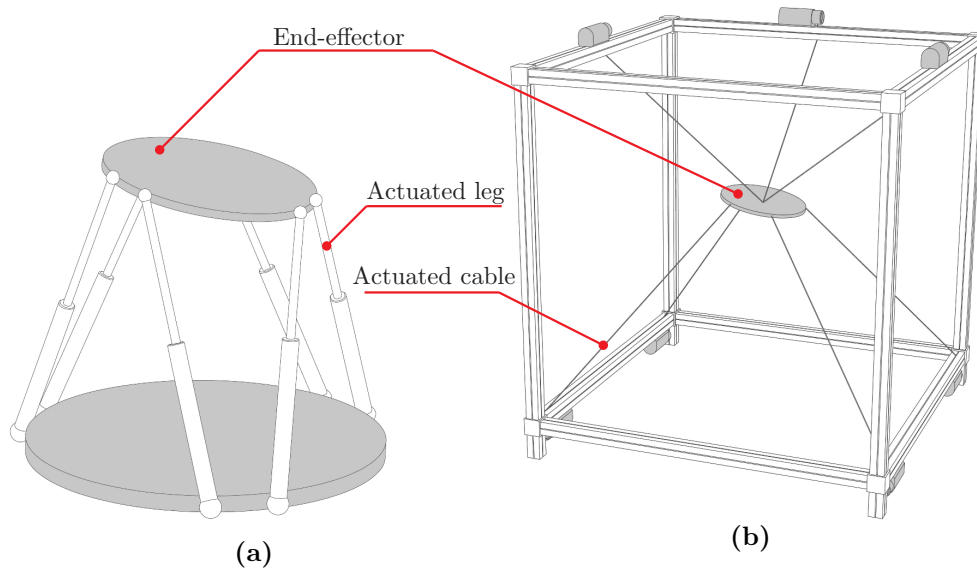 End-effector
Actuated leg
Actuated cable
(a)
(b)